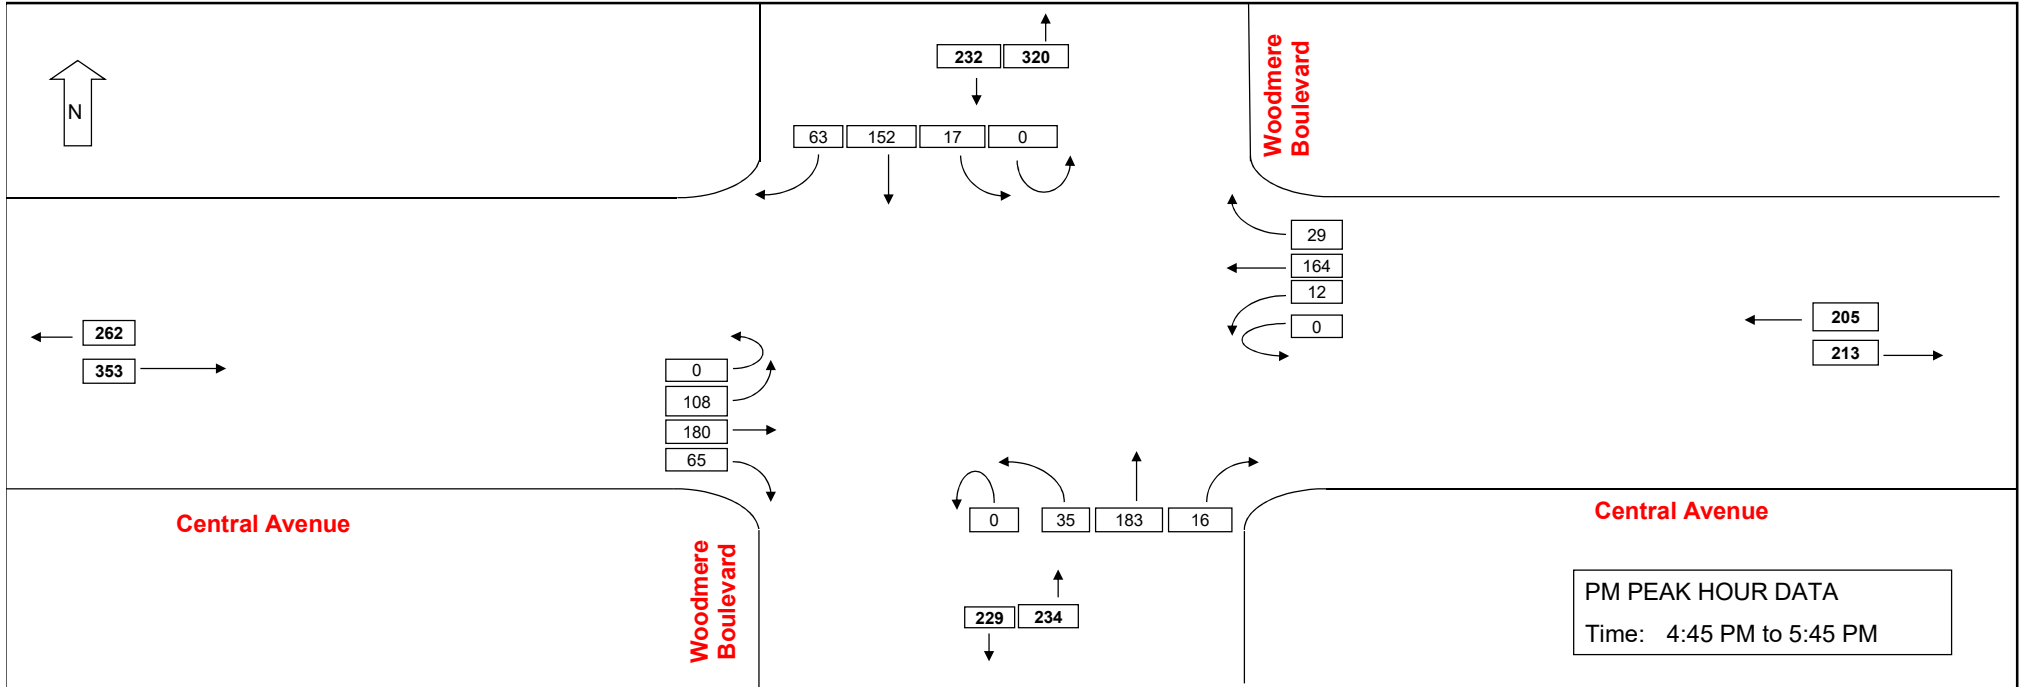 232 320
Woodmere
Boulevard
N
63 152 17 0
29
164
12
0
262
353
205
213
0
108
180
65
0 35 183 16
Central Avenue
Central Avenue
Woodmere
Boulevard
229 234
PM PEAK HOUR DATA
Time: 4:45 PM to 5:45 PM